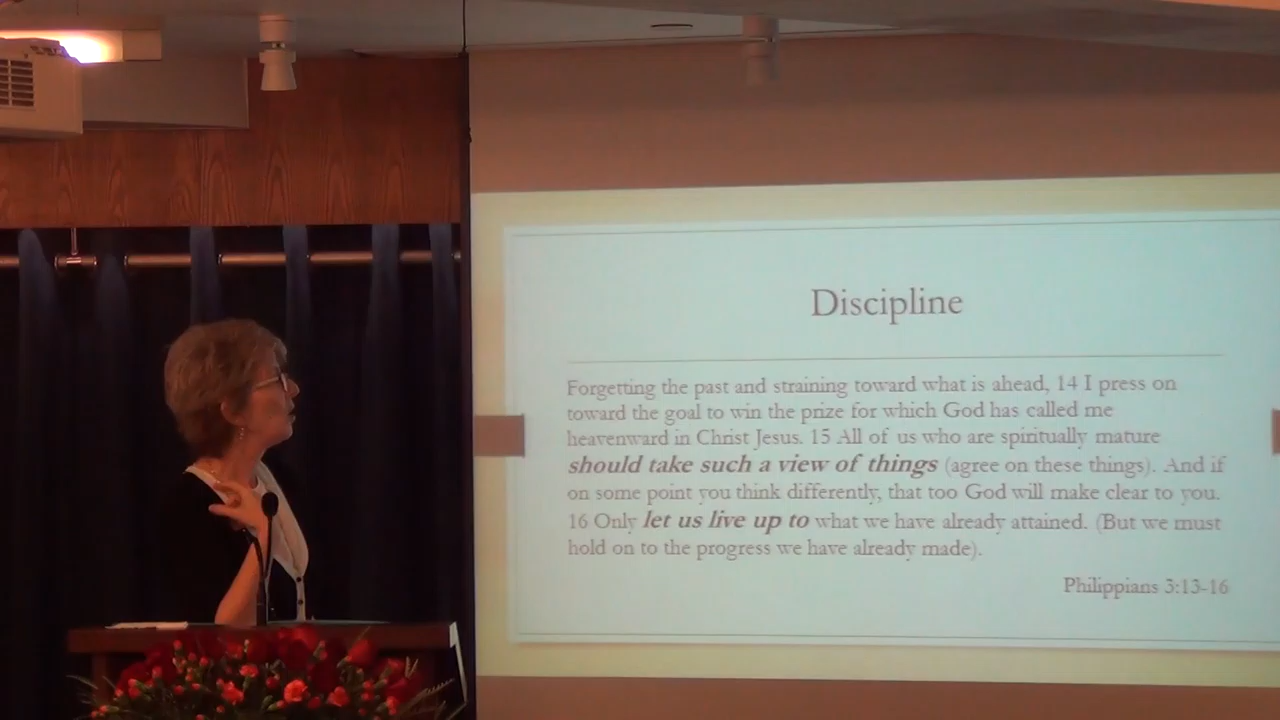 Discipline
Forgetting the past and straining toward what is ahead, 14 I press on
toward the goal to win the prize for which God has called me
heavenward in Christ Jesus. 15 All of us who are spiritually mature
should take such a view of things (agree on these things). And if
on some point you think differently, that too God will make clear to you.
16 Only let us live up to what we have already attained. (But we must
hold on to the progress we have already made).
Philippians 3:13-16